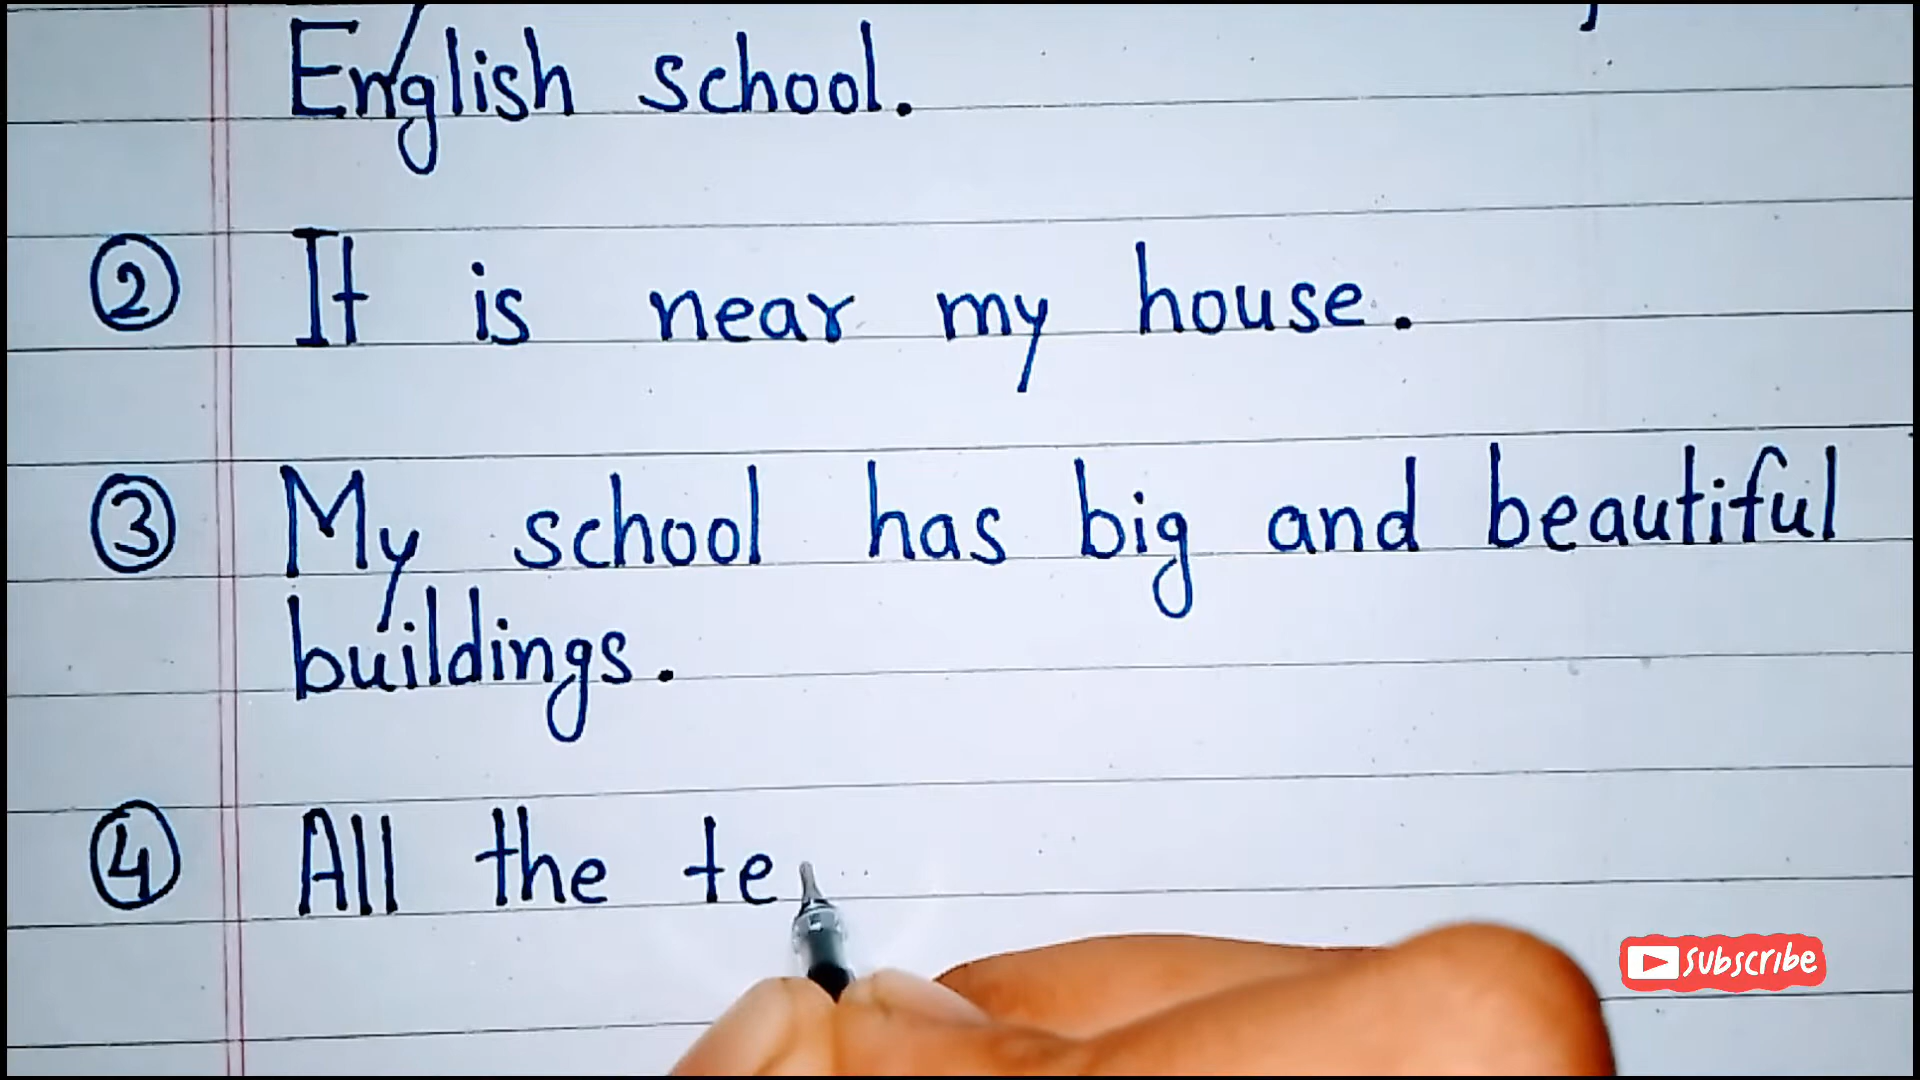 English school.
② It is near my house.
③ My school has big and beautiful
buildings.
④ All the te
Subscribe